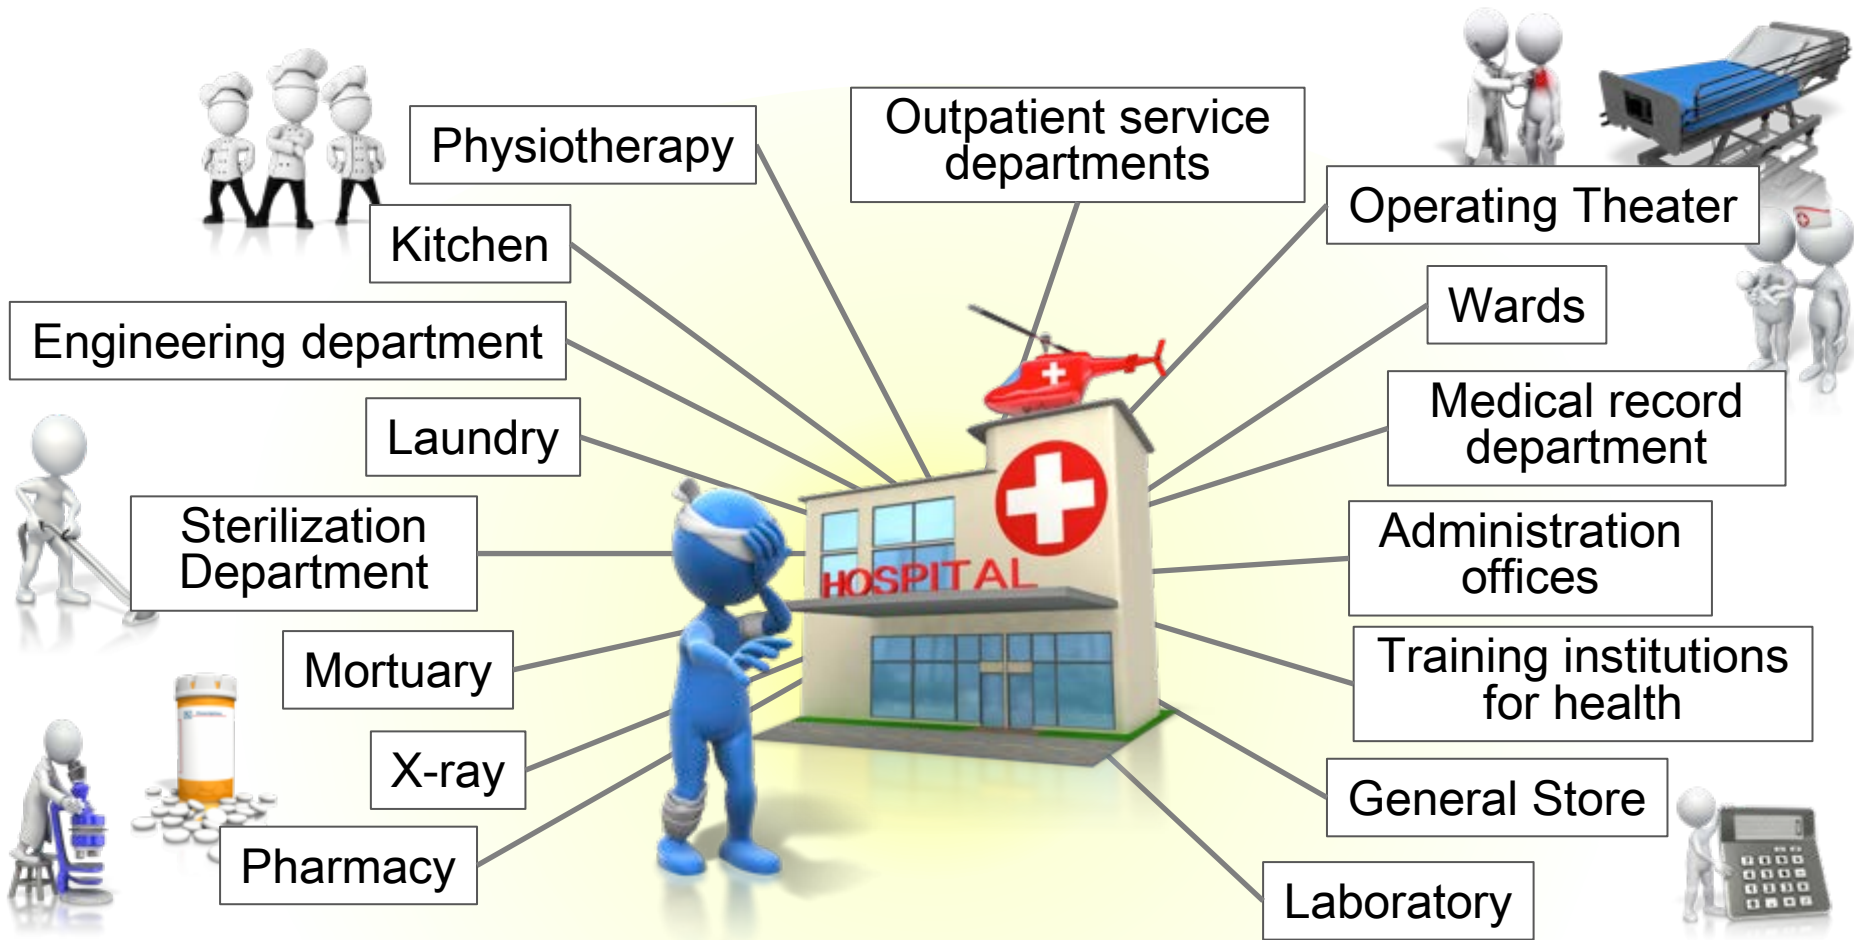 Physiotherapy
Outpatient service
departments
Operating Theater
Kitchen
Wards
Engineering department
Medical record
department
Laundry
Sterilization
Department
Administration
offices
HOSPITAL
Mortuary
Training institutions
for health
X-ray
General Store
Pharmacy
Laboratory